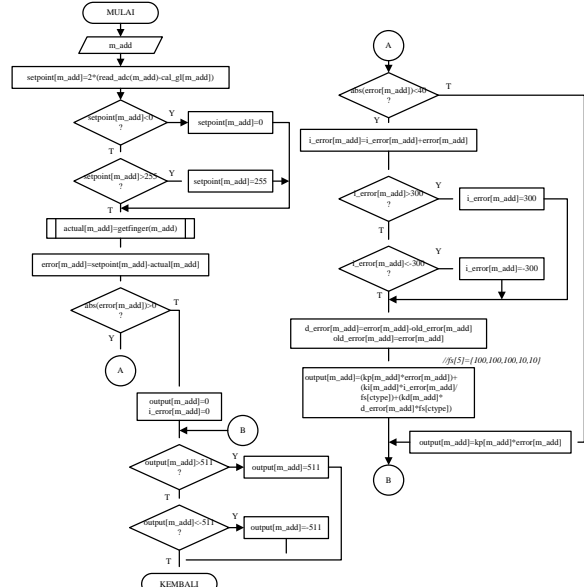 MULAI
m_add
setpoint[m_add]=2*(read_adc(m_add)-cal_gl[m_add])
setpoint[m_add]<0
?
Y
setpoint[m_add]=0
T
setpoint[m_add]>255
?
Y
setpoint[m_add]=255
T
actual[m_add]=getfinger(m_add)
error[m_add]=setpoint[m_add]-actual[m_add]
abs(error[m_add])>0
?
T
Y
A
output[m_add]=0
i_error[m_add]=0
B
output[m_add]>511
?
Y
output[m_add]=511
T
output[m_add]<-511
?
Y
output[m_add]=-511
T
KEMBALI
A
abs(error[m_add])<40
?
T
Y
i_error[m_add]=i_error[m_add]+error[m_add]
i_error[m_add]>300
?
Y
i_error[m_add]=300
T
i_error[m_add]<-300
?
Y
i_error[m_add]=-300
T
d_error[m_add]=error[m_add]-old_error[m_add]
old_error[m_add]=error[m_add]
//fs[5]={100,100,100,10,10}
output[m_add]=(kp[m_add]*error[m_add])+
(ki[m_add]*i_error[m_add]/
fs[ctype])+(kd[m_add]*
d_error[m_add]*fs[ctype])
output[m_add]=kp[m_add]*error[m_add]
B